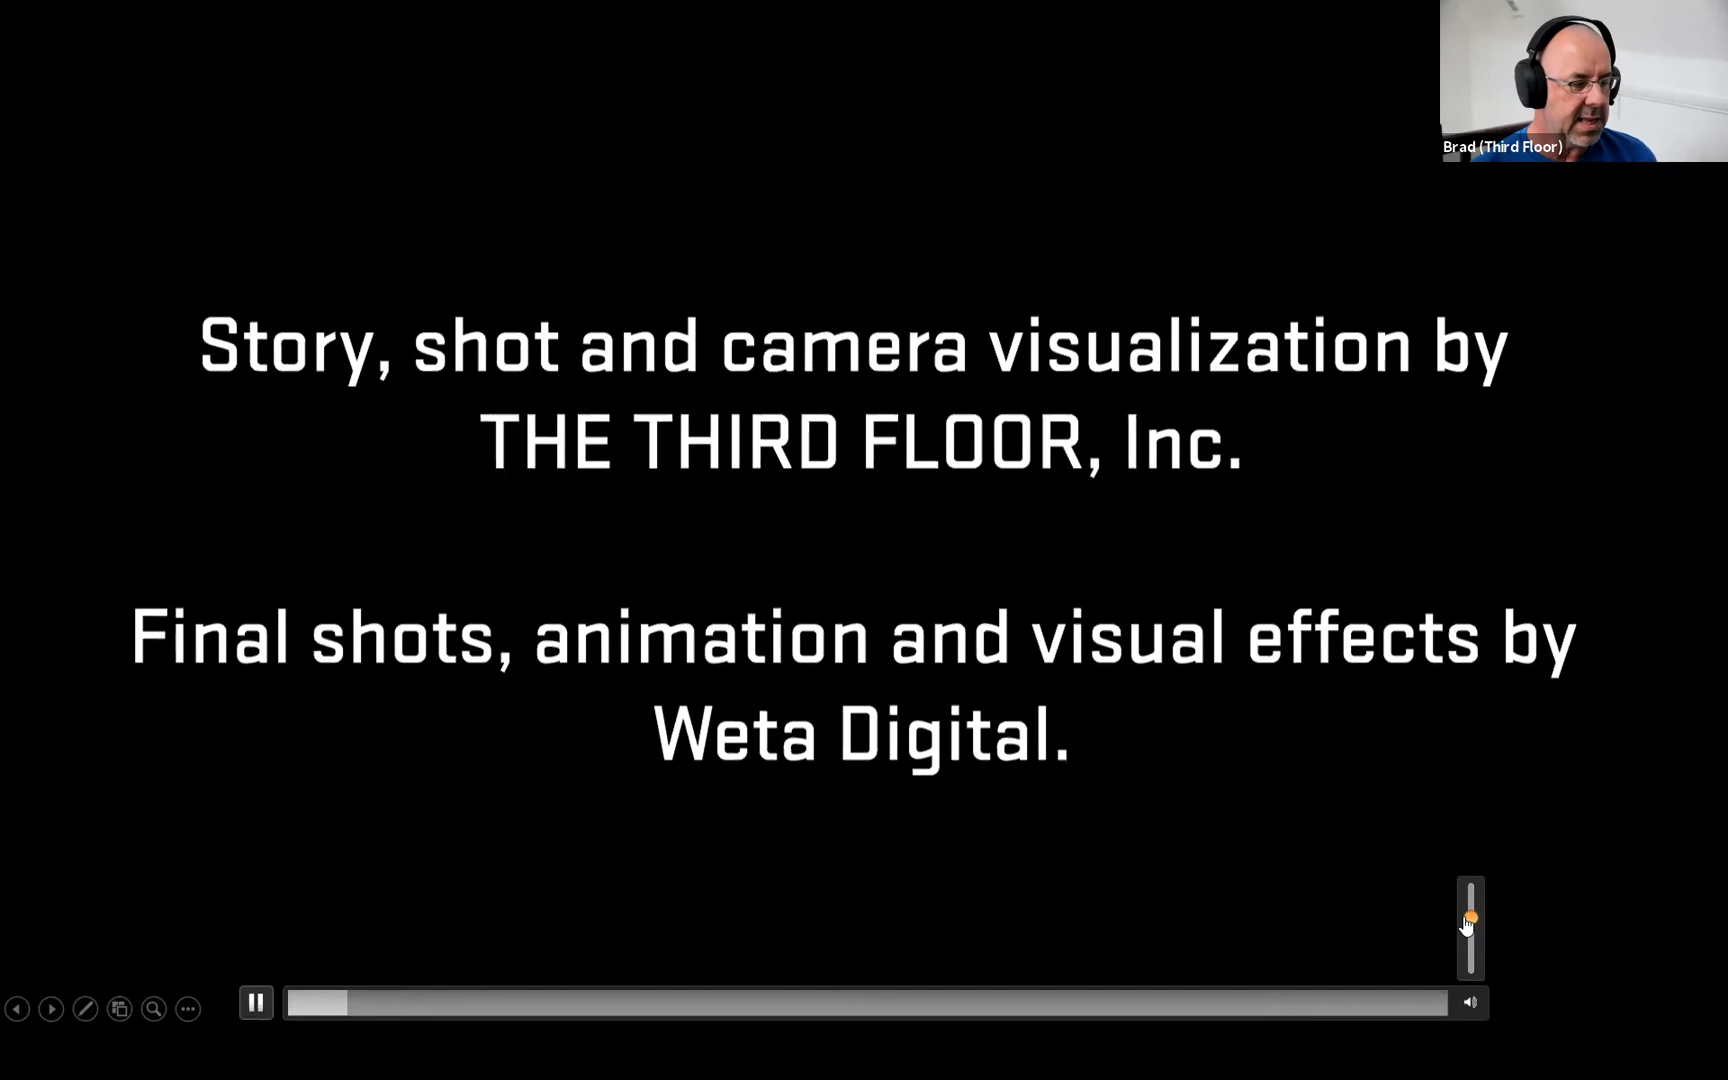 Brad (Third Floor)
Story, shot and camera visualization by
THE THIRD FLOOR, Inc.
Final shots, animation and visual effects by
Weta Digital.